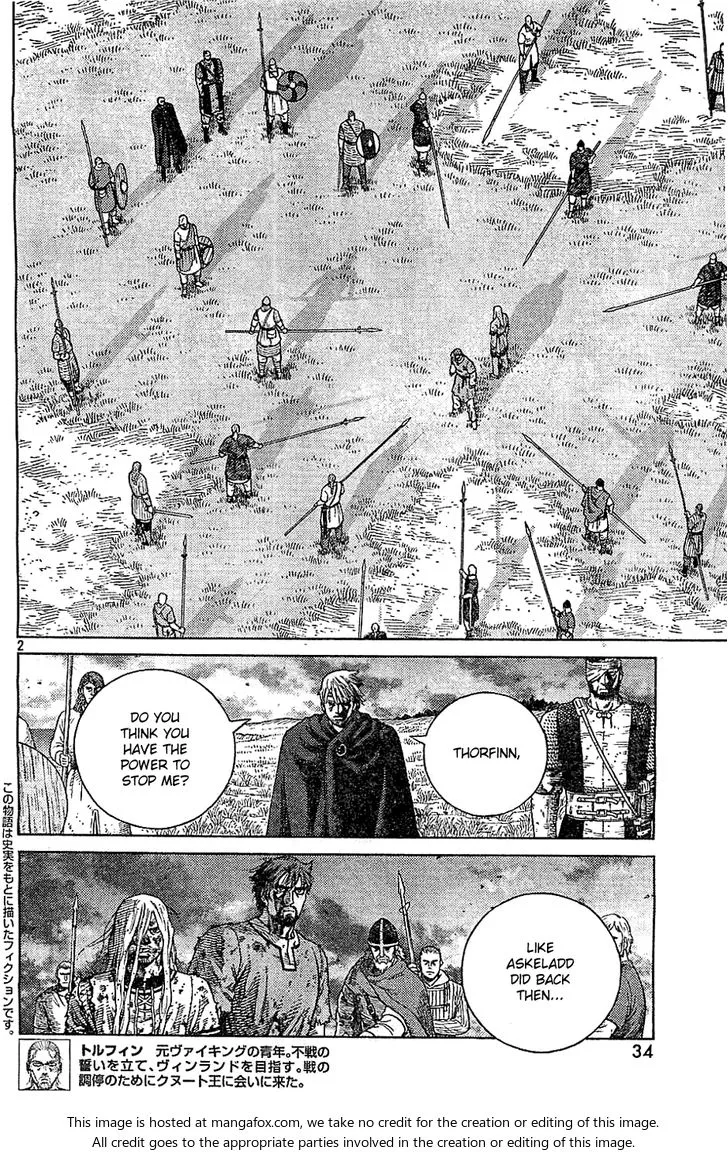 2
THORFINN,
DO YOU
THINK YOU
HAVE THE
POWER TO
STOP ME?
LIKE
ASKELADD
DID BACK
THEN...
この物語は史実をもとに描いたフィクションです。
34
トルフィン 元ヴァイキングの青年。不戦の
誓いを立て、ヴィンランドを目指す。戦の
調停のためにクヌート王に会いに来た。
This image is hosted at mangafox.com, we take no credit for the creation or editing of this image.
All credit goes to the appropriate parties involved in the creation or editing of this image.